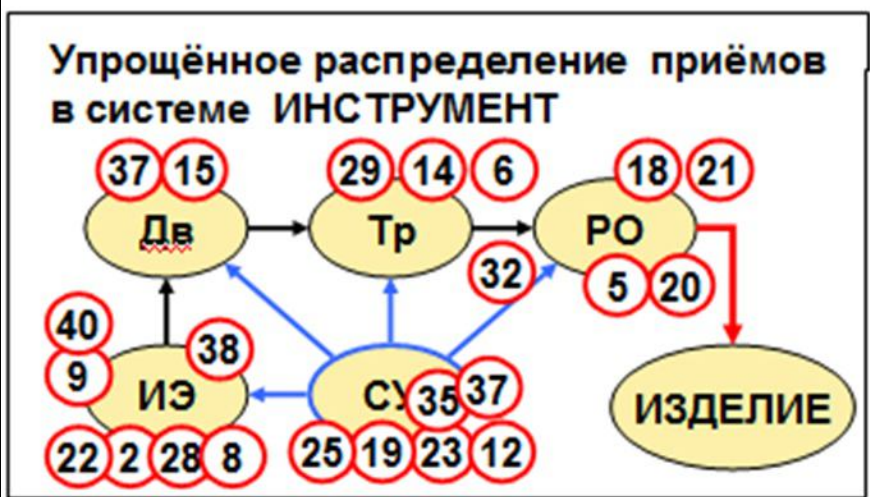 Упрощённое распределение приёмов
в системе ИНСТРУМЕНТ
37 15 29 14 6 18 21
Дв Тр РО
32 5 20
40 38
9 ИЭ СУ 35 37 ИЗДЕЛИЕ
22 2 28 8 25 19 23 12